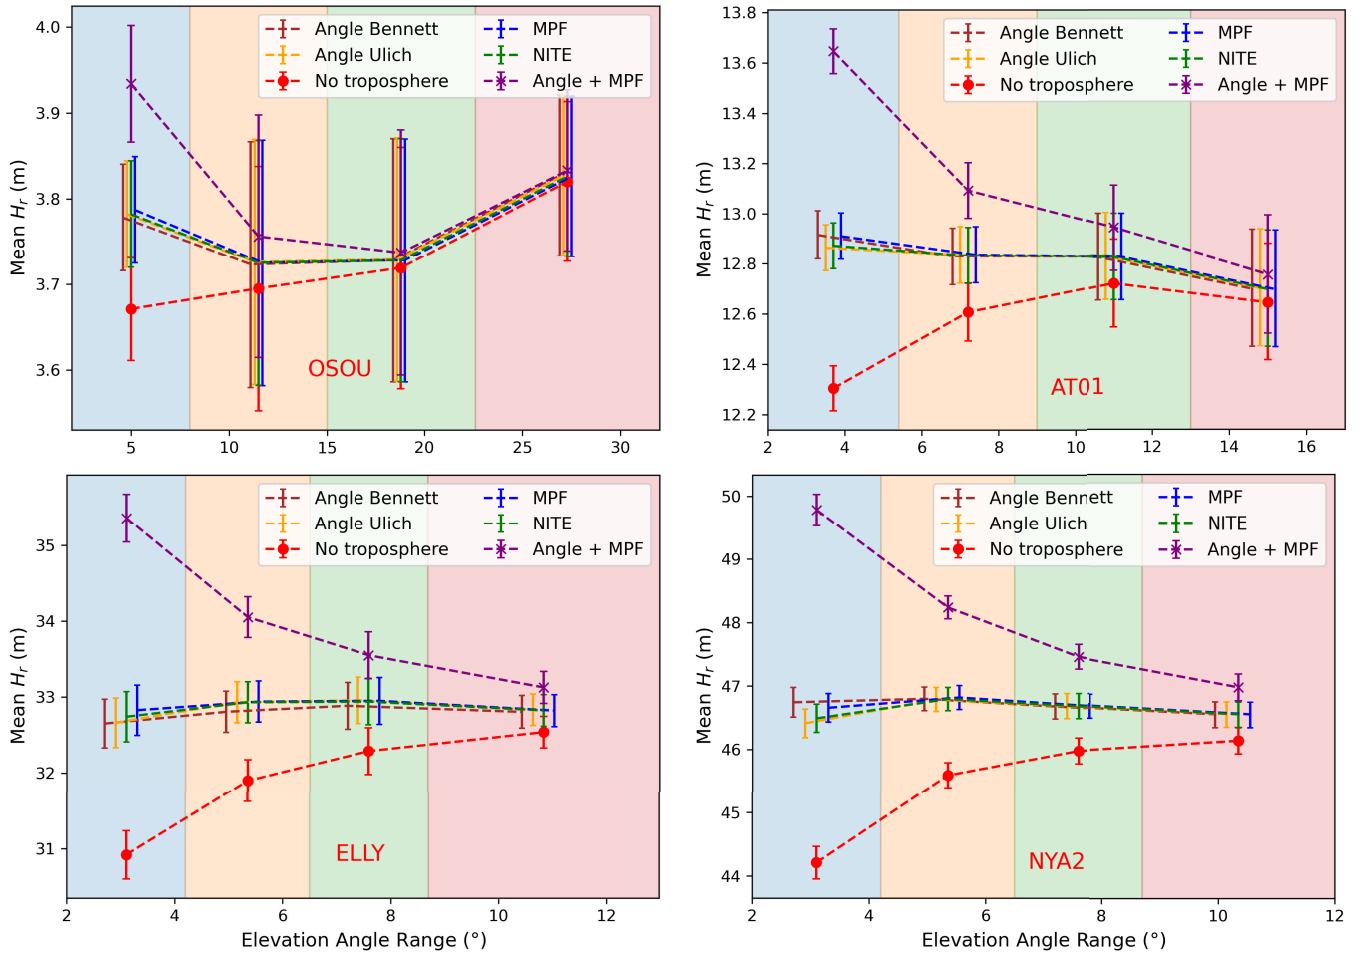 4.0
3.9
3.8
3.7
3.6
Mean Hr (m)
Angle Bennett
Angle Ulich
No troposphere
MPF
NITE
Angle + MPF
OSOU
5 10 15 20 25 30
13.8
13.6
13.4
13.2
13.0
12.8
12.6
12.4
12.2
Mean Hr (m)
Angle Bennett
Angle Ulich
No troposphere
MPF
NITE
Angle + MPF
AT01
2 4 6 8 10 12 14 16
35
34
33
32
31
Mean Hr (m)
Angle Bennett
Angle Ulich
No troposphere
MPF
NITE
Angle + MPF
ELLY
2 4 6 8 10 12
Elevation Angle Range (°)
50
49
48
47
46
45
44
Mean Hr (m)
Angle Bennett
Angle Ulich
No troposphere
MPF
NITE
Angle + MPF
NYA2
2 4 6 8 10 12
Elevation Angle Range (°)